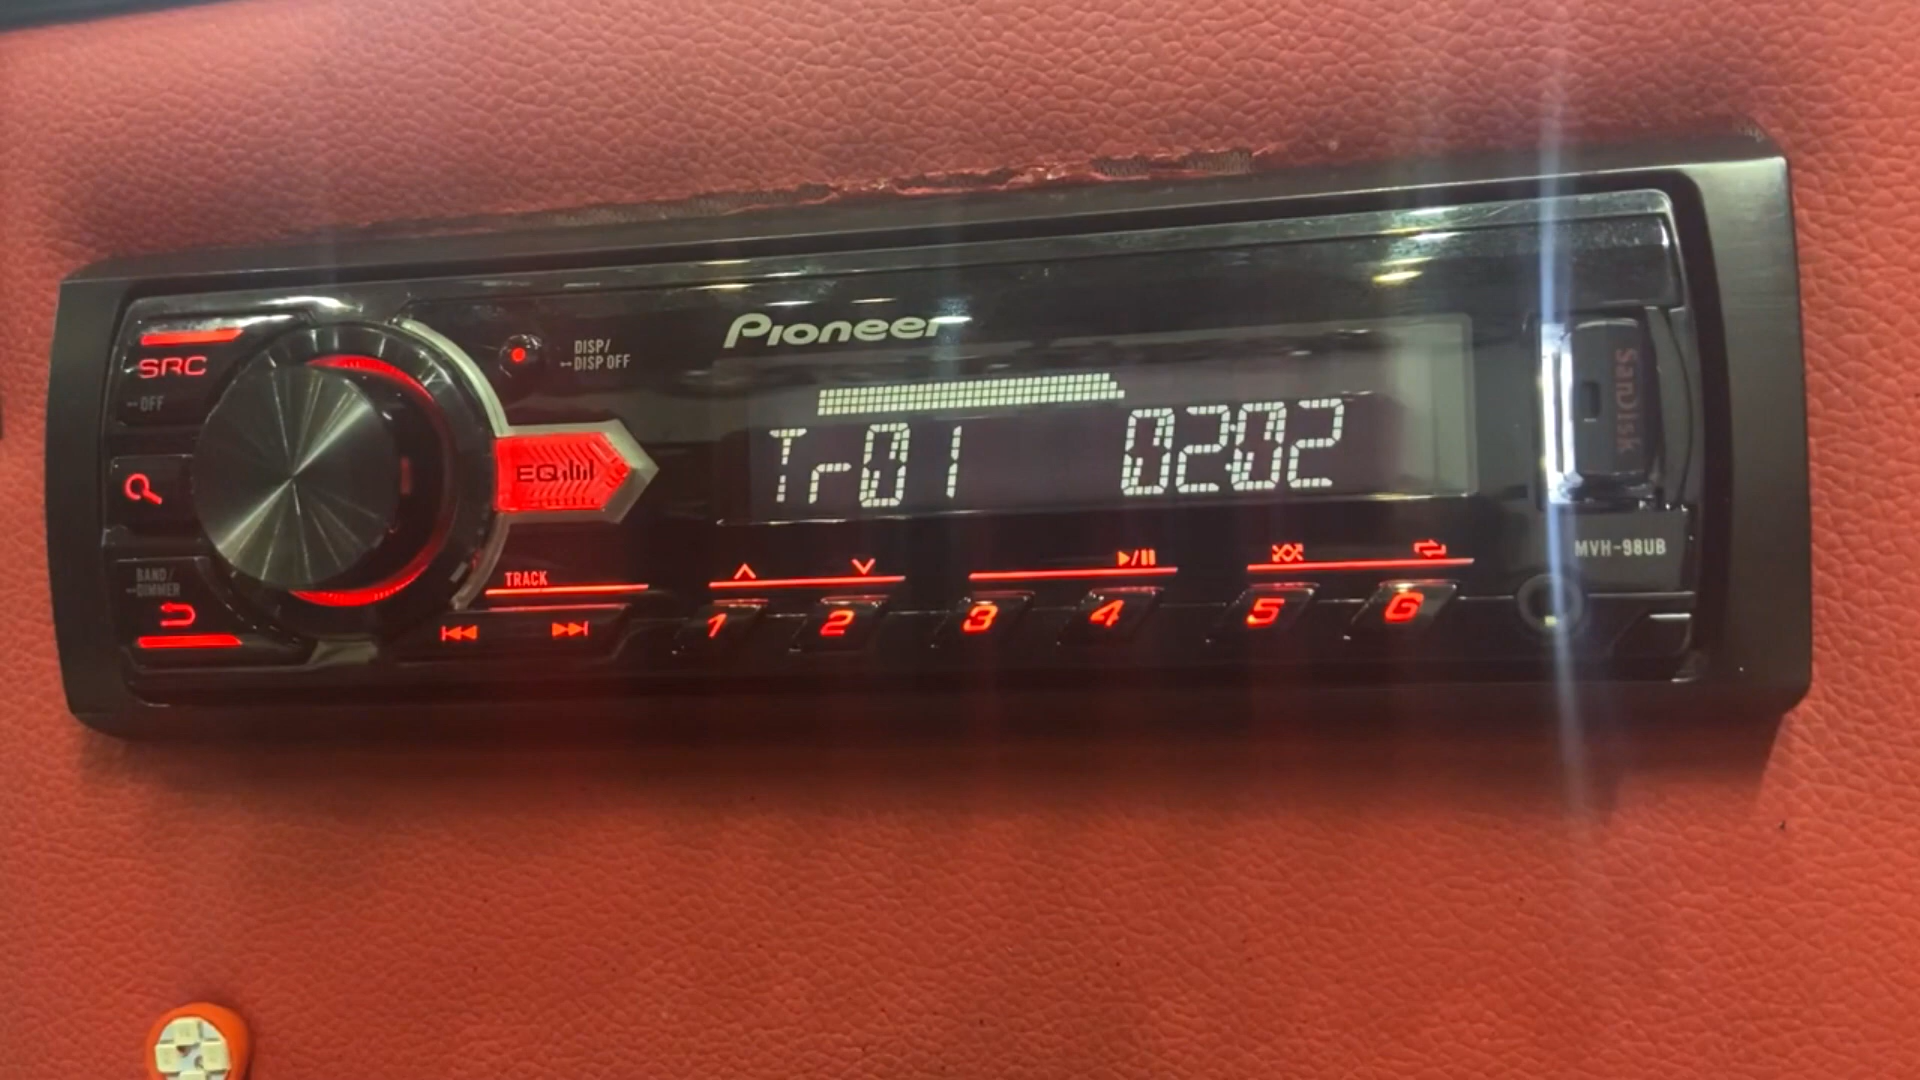 Pioneer
DISP/
DISP OFF
SRC
OFF
EQ
Tr01 0202
SanDisk
MVH-98UB
BAND/
DIMMER
TRACK
1 2 3 4 5 6